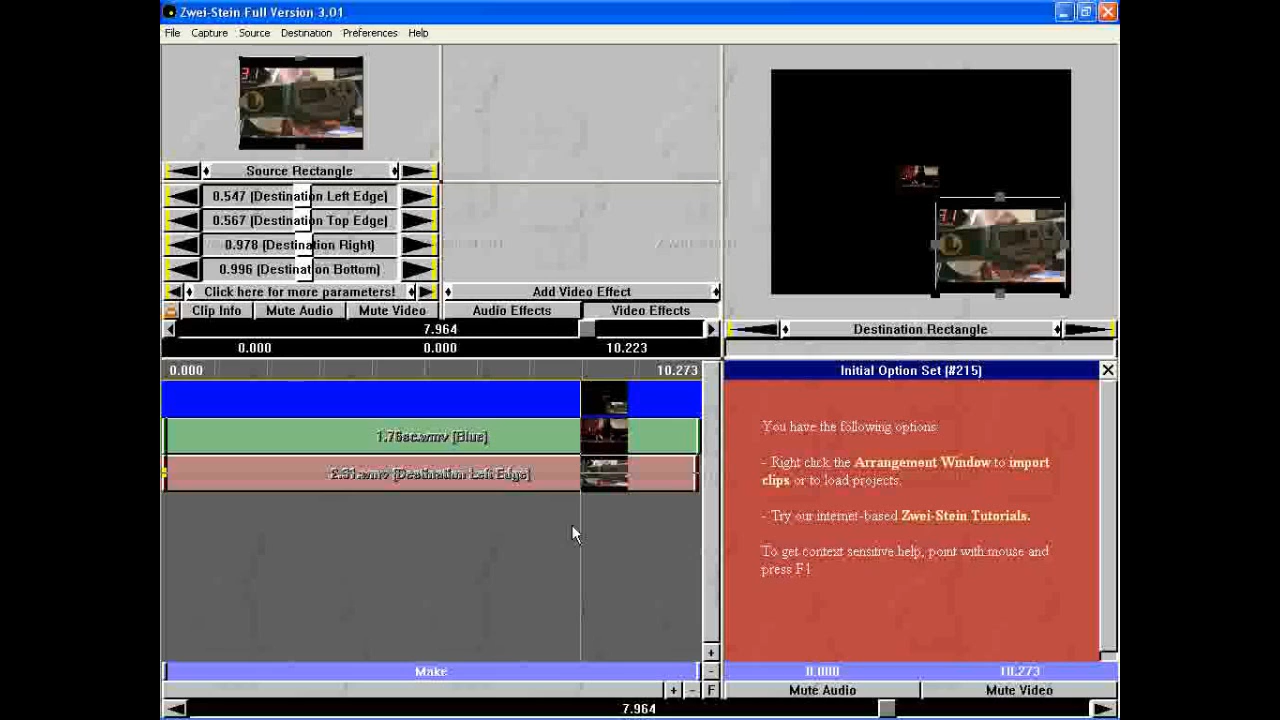 Zwei-Stein Full Version 3.01
File Capture Source Destination Preferences Help
Source Rectangle
0.547 (Destination Left Edge)
0.567 (Destination Top Edge)
0.978 (Destination Right)
0.996 (Destination Bottom)
Click here for more parameters!
Clip Info Mute Audio Mute Video
Add Video Effect
Audio Effects Video Effects
7.964
0.000 0.000 10.223
Destination Rectangle
0.000 10.273
1.76sc.wmv (Blue)
2.31.wmv (Destination Left Edge)
Make
+
-
+ - F
7.964
Initial Option Set (#215)
You have the following options:
- Right click the Arrangement Window to import
clips or to load projects.
- Try our internet-based Zwei-Stein Tutorials.
To get context sensitive help, point with mouse and
press F1
0.000 10.273
Mute Audio Mute Video